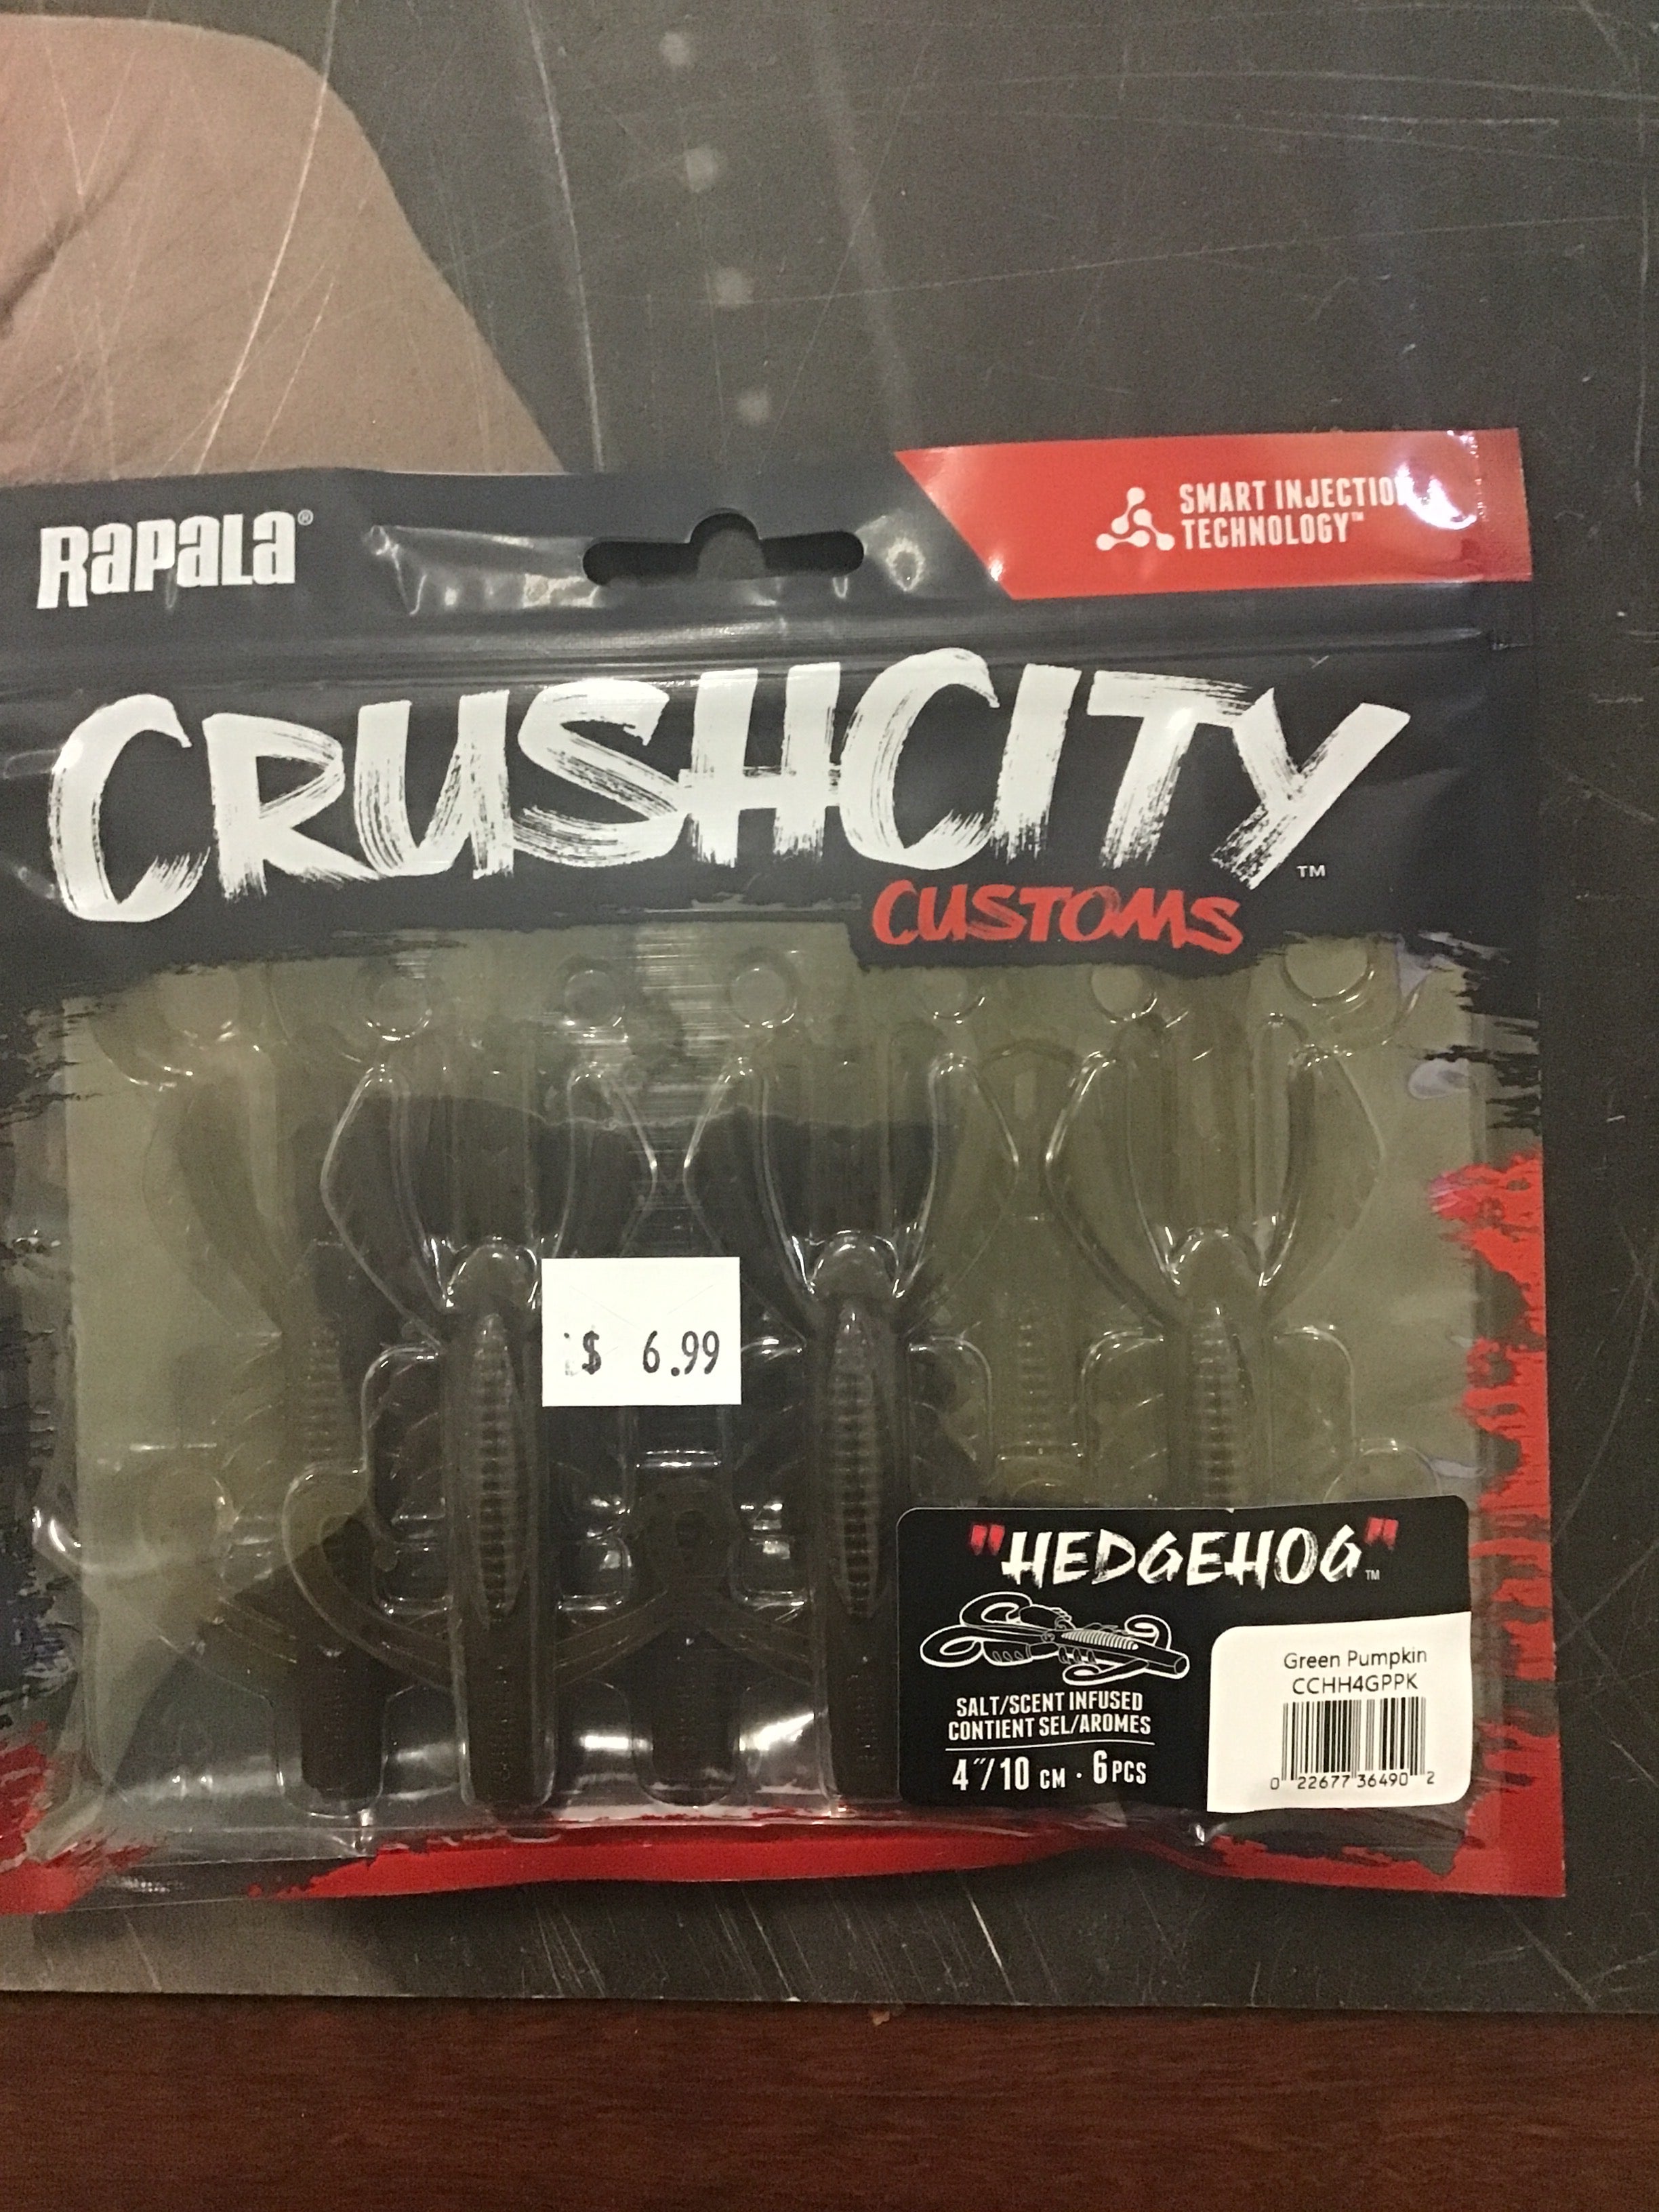 Rapala®
SMART INJECTION
TECHNOLOGY™
CRUSHCITY™
CUSTOMS
$ 6.99
"HEDGEHOG"™
SALT/SCENT INFUSED
CONTIENT SEL/AROMES
4"/10 CM · 6 PCS
Green Pumpkin
CCHH4GPPK
0 22677 36490 2